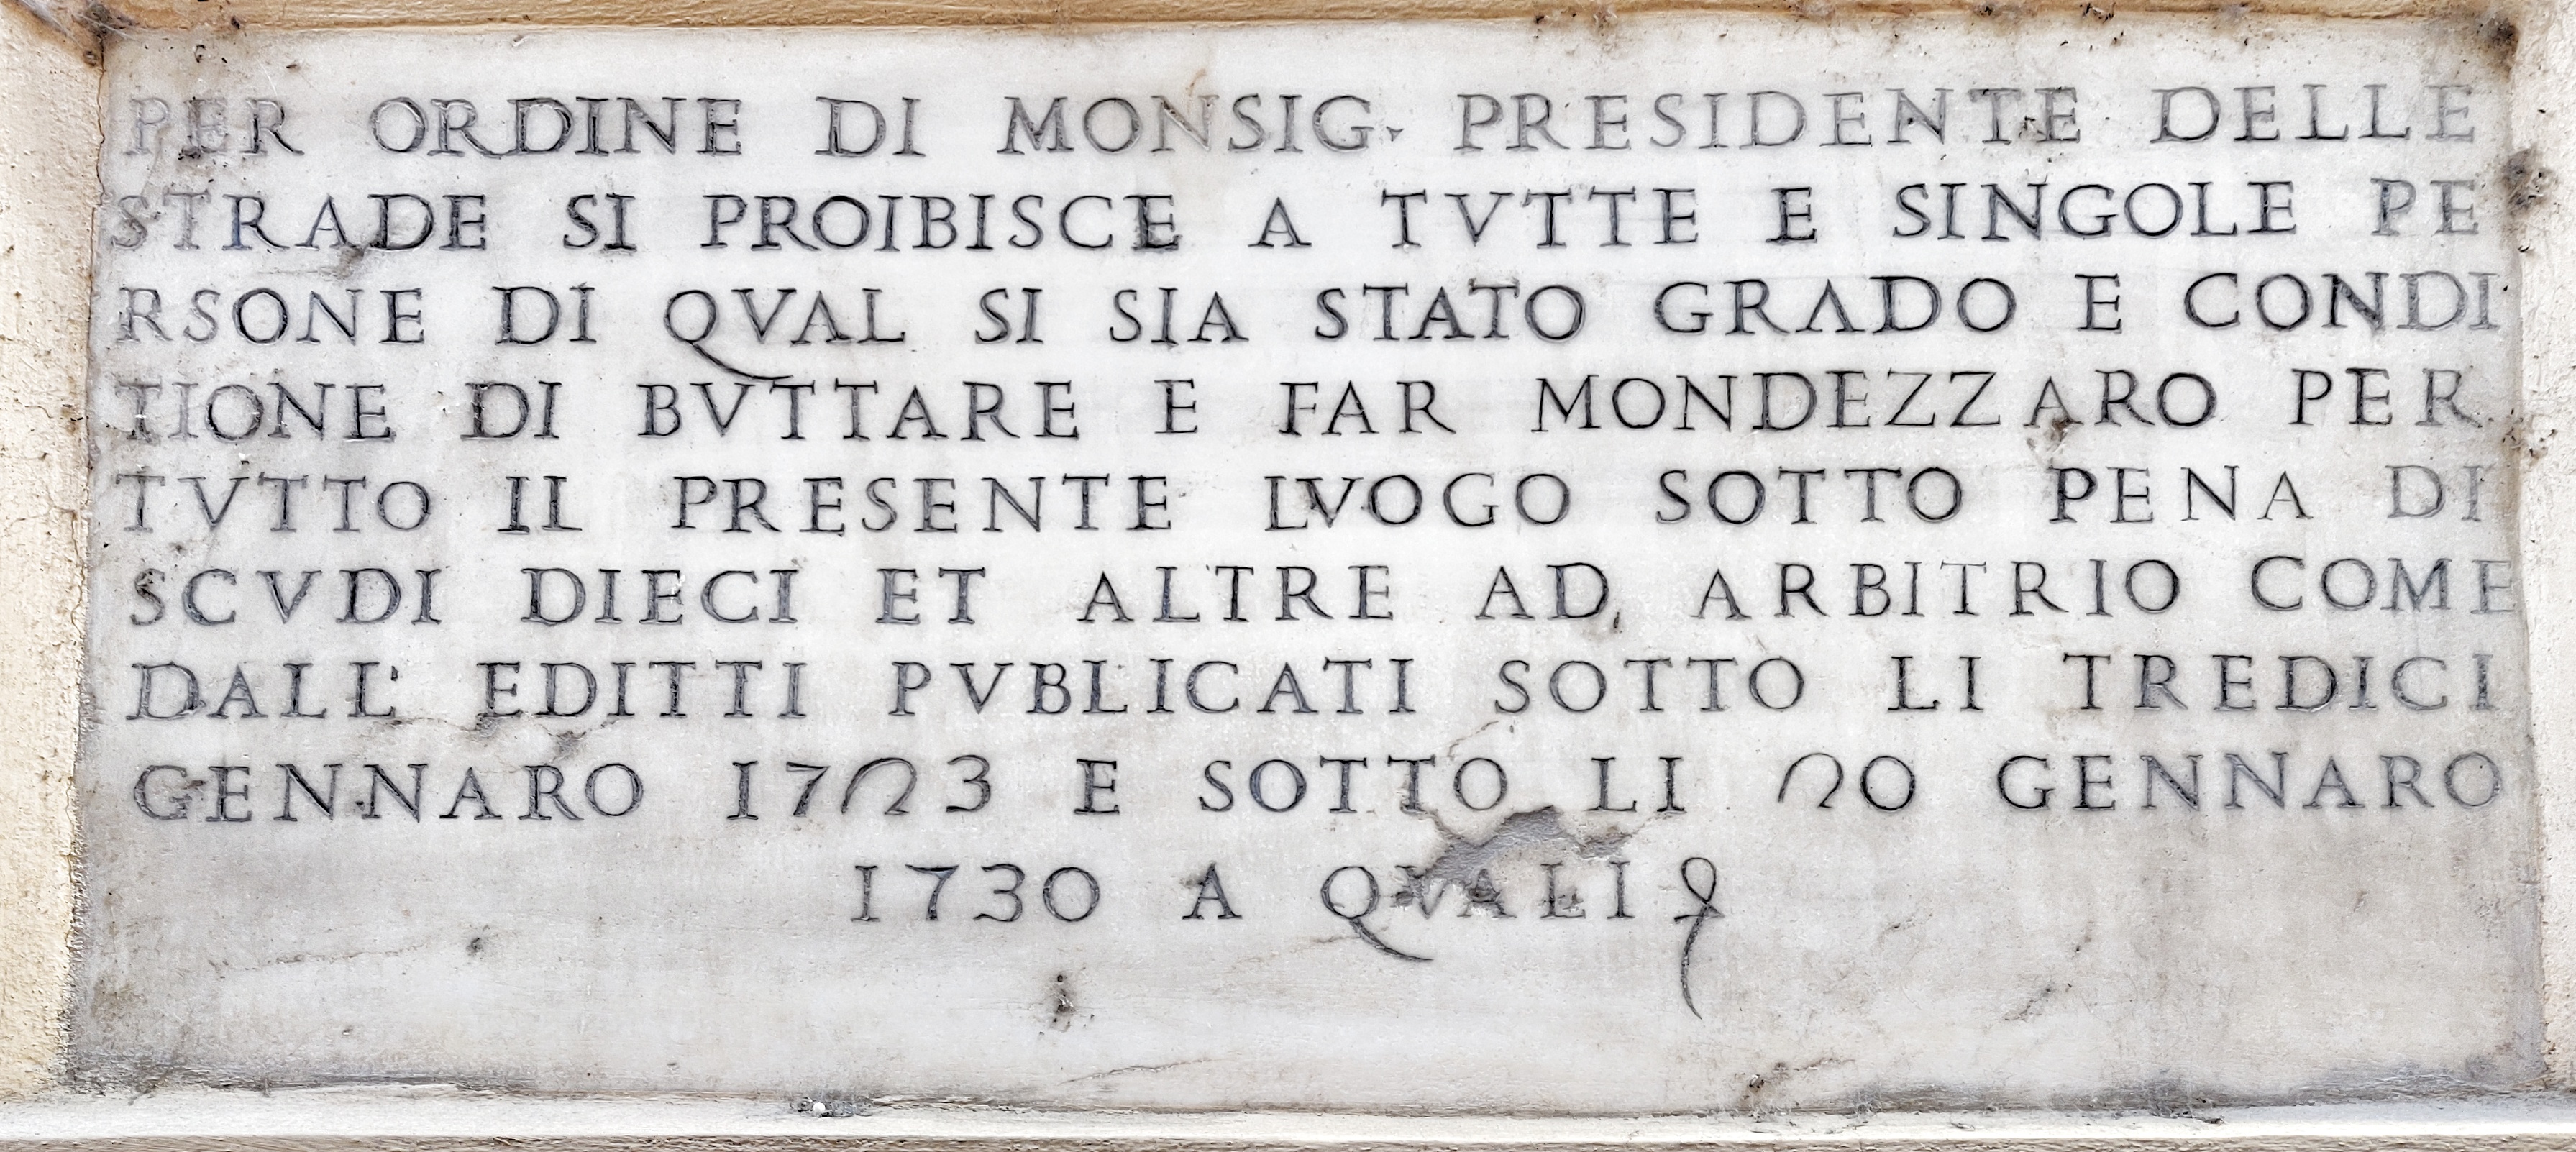 PER ORDINE DI MONSIG. PRESIDENTE DELLE
STRADE SI PROIBISCE A TVTTE E SINGOLE PE
RSONE DI QVAL SI SIA STATO GRADO E CONDI
TIONE DI BVTTARE E FAR MONDEZZARO PER
TVTTO IL PRESENTE LVOGO SOTTO PENA DI
SCVDI DIECI ET ALTRE AD ARBITRIO COME
DALL' EDITTI PVBLICATI SOTTO LI TREDICI
GENNARO 1723 E SOTTO LI 20 GENNARO
1730 A QVALI